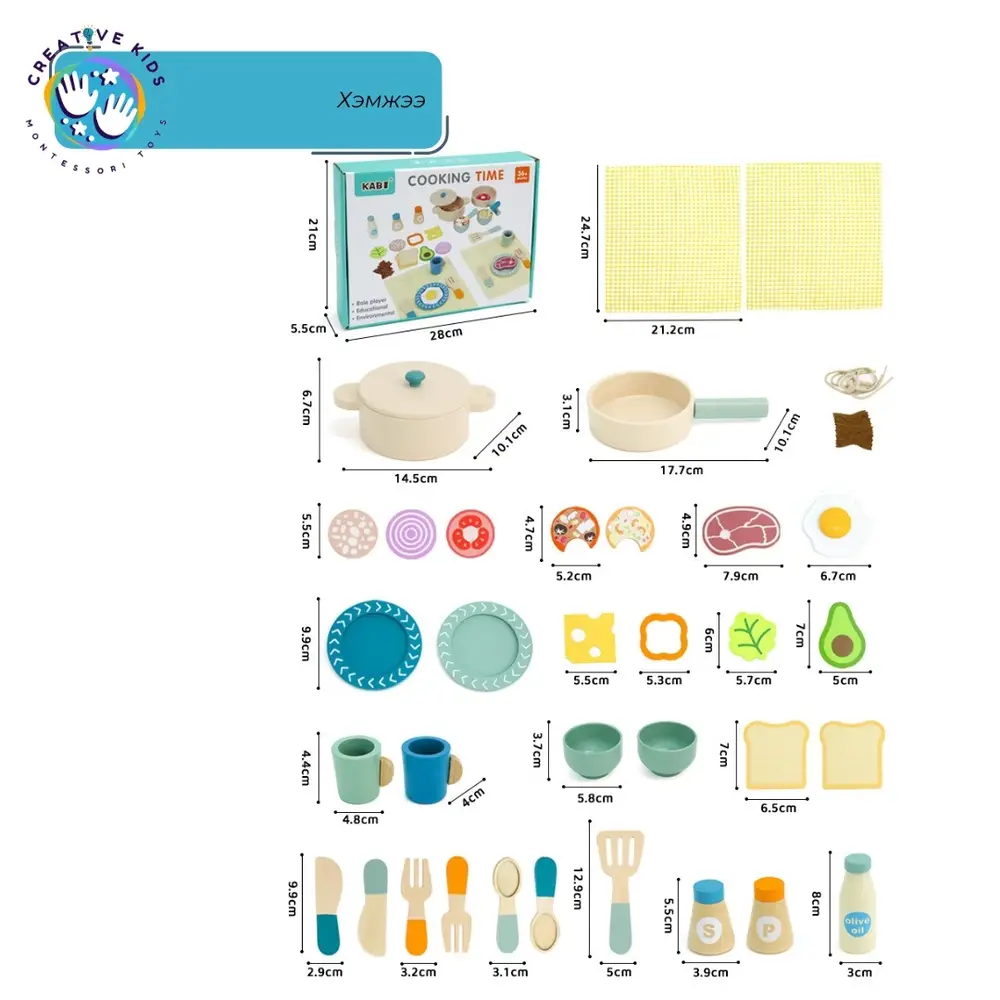 CREATIVE KIDS
MONTESSORI TOYS
Хэмжээ
KABI
COOKING TIME
36+
• Role player
• Educational
• Environmental
21cm
5.5cm
28cm
24.7cm
21.2cm
6.7cm
14.5cm
10.1cm
3.1cm
17.7cm
10.1cm
5.5cm
4.7cm
5.2cm
4.9cm
7.9cm
6.7cm
9.9cm
5.5cm
5.3cm
6cm
5.7cm
7cm
5cm
4.4cm
4.8cm
4cm
3.7cm
5.8cm
7cm
6.5cm
9.9cm
2.9cm
3.2cm
3.1cm
12.9cm
5cm
5.5cm
S
P
3.9cm
8cm
olive
oil
3cm